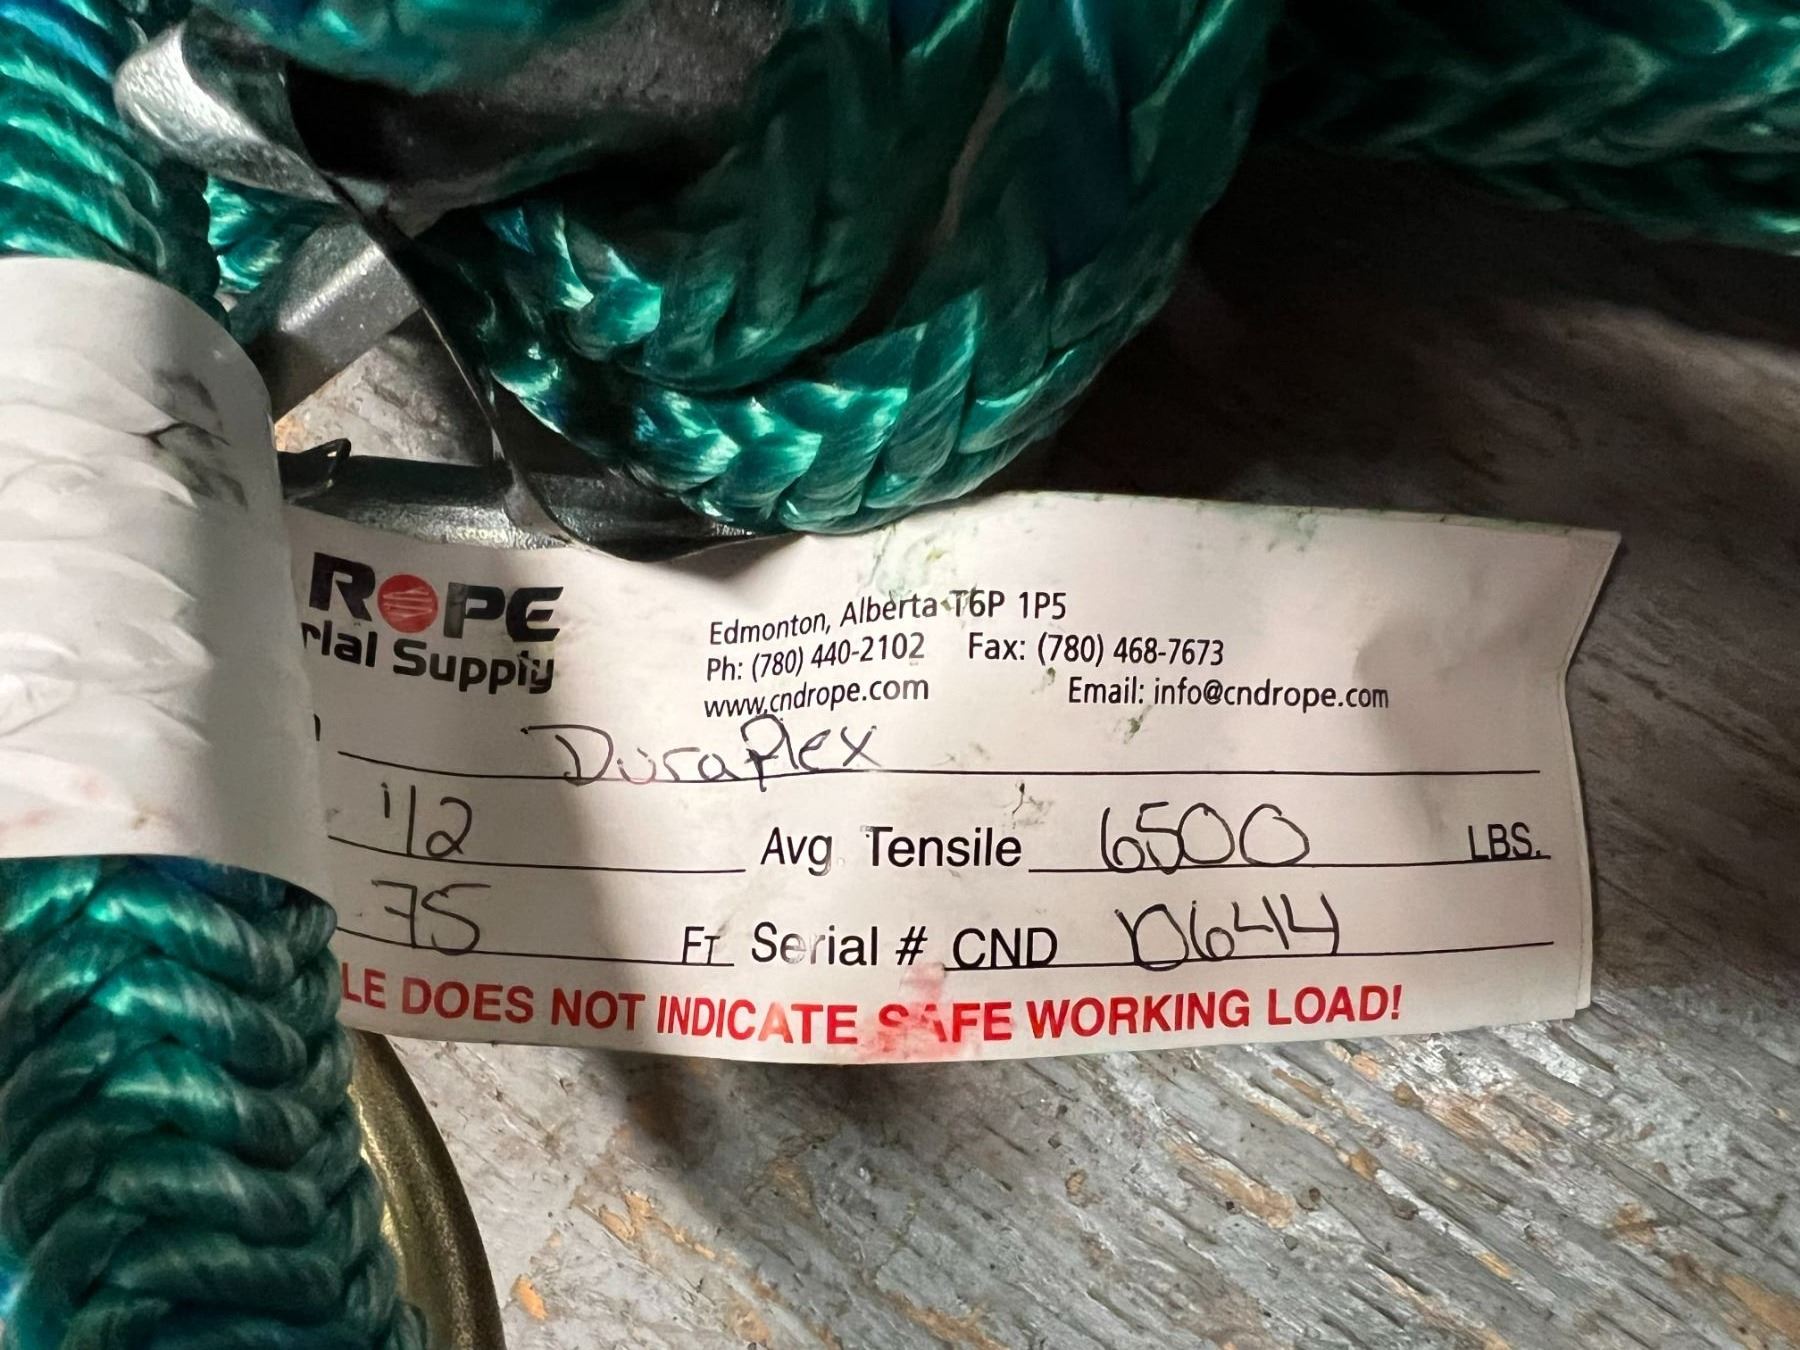 ROPE
rial Supply
Edmonton, Alberta T6P 1P5
Ph: (780) 440-2102 Fax: (780) 468-7673
www.cndrope.com Email: info@cndrope.com
Duraplex
1/2 Avg Tensile 6500 LBS.
75 FT Serial # CND 10644
LE DOES NOT INDICATE SAFE WORKING LOAD!